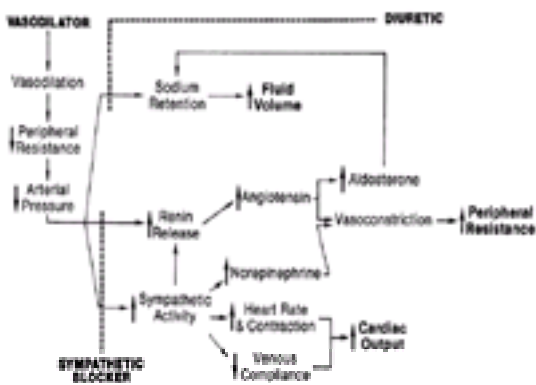 VASODILATOR
DIURETIC
Vasodilation
Sodium
Retention
Fluid
Volume
Peripheral
Resistance
Arterial
Pressure
Renin
Release
Angiotensin
Aldosterone
Vasoconstriction
Peripheral
Resistance
Norepinephrine
Sympathetic
Activity
Heart Rate
& Contraction
Cardiac
Output
Venous
Compliance
SYMPATHETIC
BLOCKER